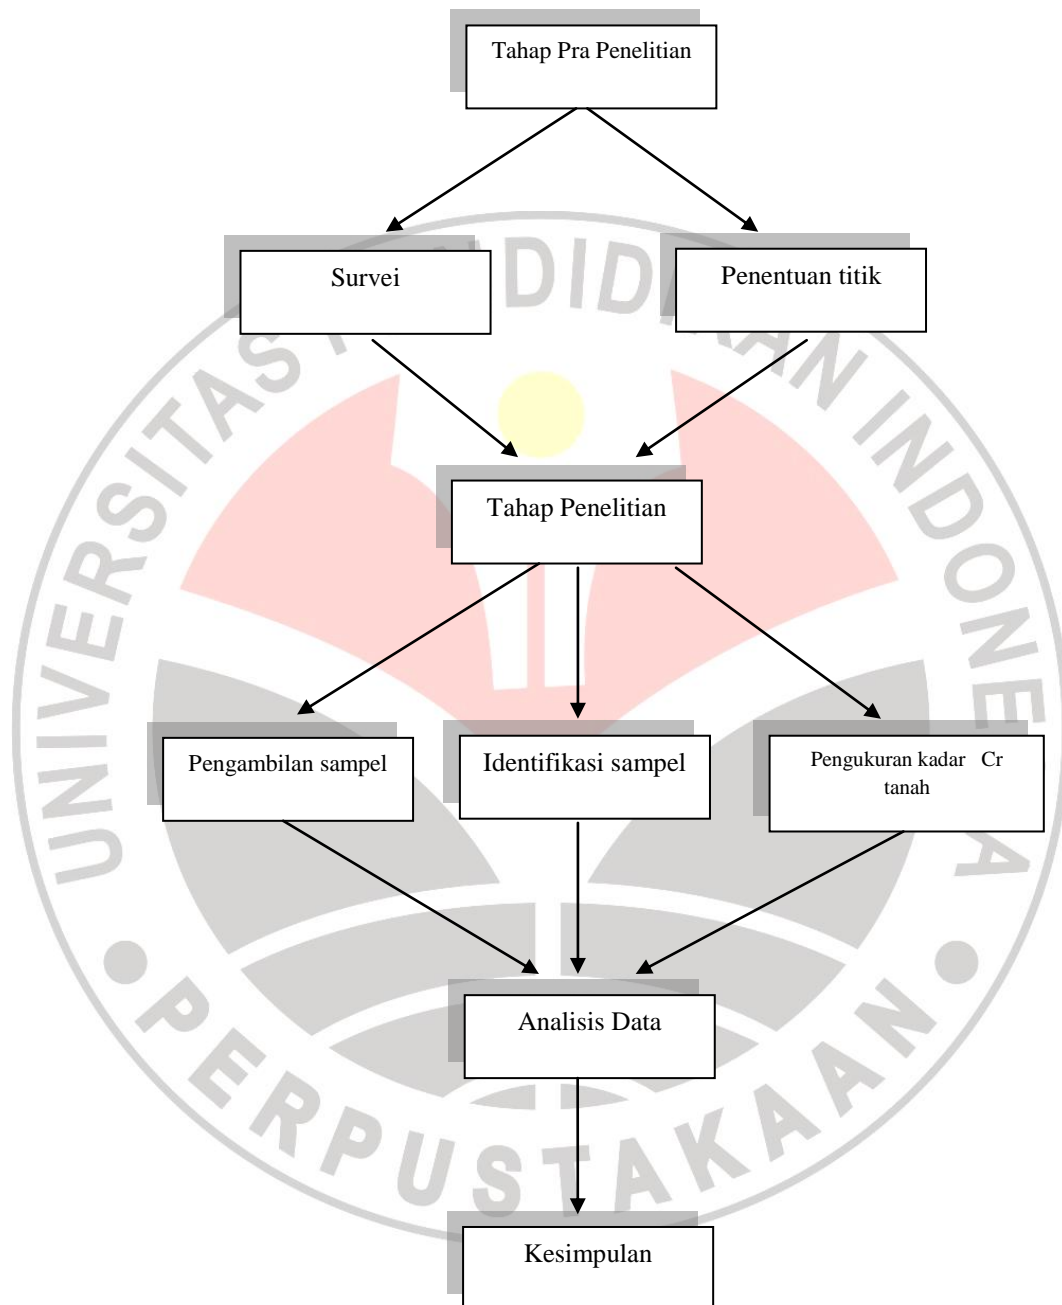 Tahap Pra Penelitian
Survei
Penentuan titik
Tahap Penelitian
Pengambilan sampel
Identifikasi sampel
Pengukuran kadar Cr
tanah
Analisis Data
Kesimpulan
UNIVERSITAS PENDIDIKAN INDONESIA
PERPUSTAKAAN